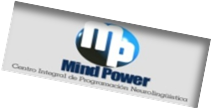 mp
Mind Power
Centro Integral de Programación Neurolingüística